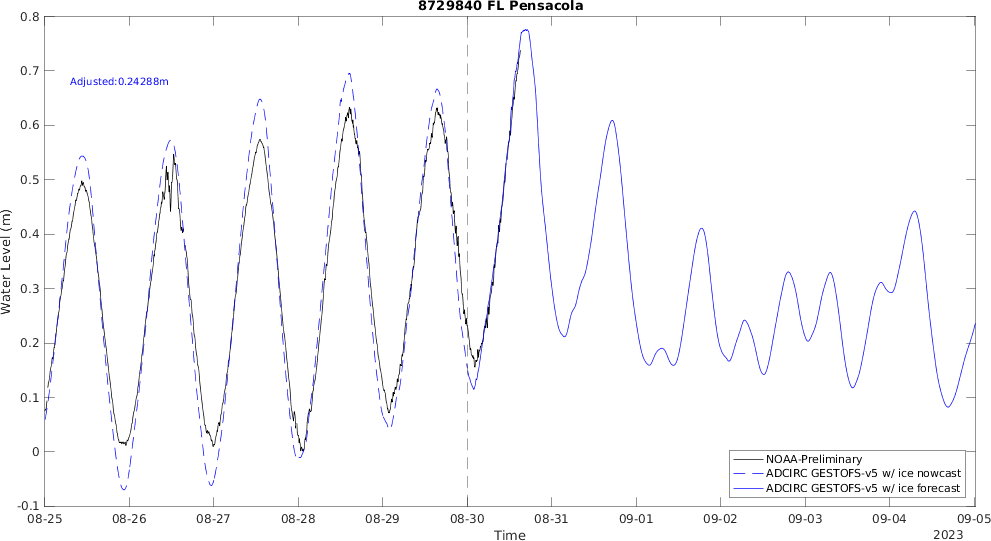 8729840 FL Pensacola
0.8
0.7
Adjusted:0.24288m
0.6
0.5
0.4
Water Level (m)
0.3
0.2
0.1
0
-0.1
NOAA-Preliminary
ADCIRC GESTOFS-v5 w/ ice nowcast
ADCIRC GESTOFS-v5 w/ ice forecast
08-25 08-26 08-27 08-28 08-29 08-30 08-31 09-01 09-02 09-03 09-04 09-05
Time
2023